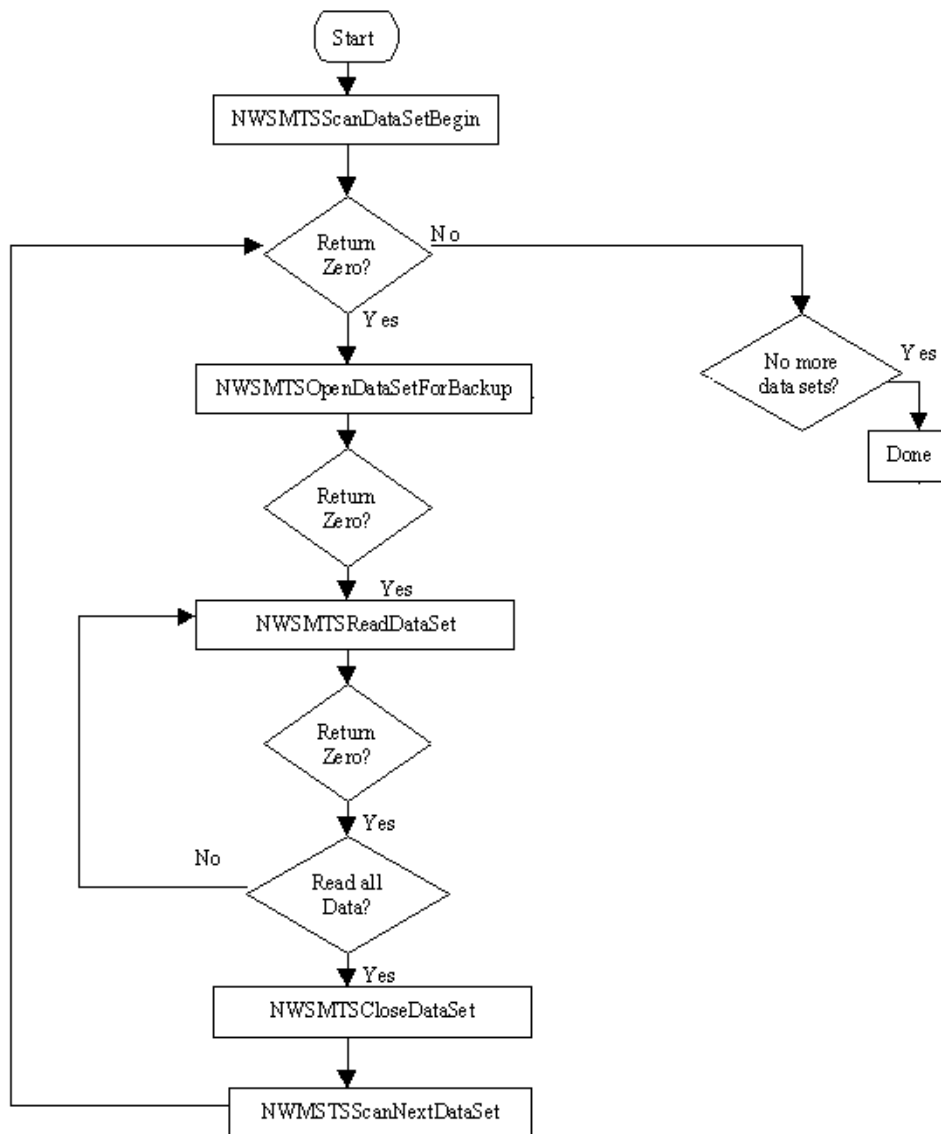 Start
NWSMTSScanDataSetBegin
Return
Zero?
No
Yes
No more
data sets?
Yes
Done
NWSMTSOpenDataSetForBackup
Return
Zero?
Yes
NWSMTSReadDataSet
Return
Zero?
Yes
No
Read all
Data?
Yes
NWSMTSCloseDataSet
NWMSTSScanNextDataSet